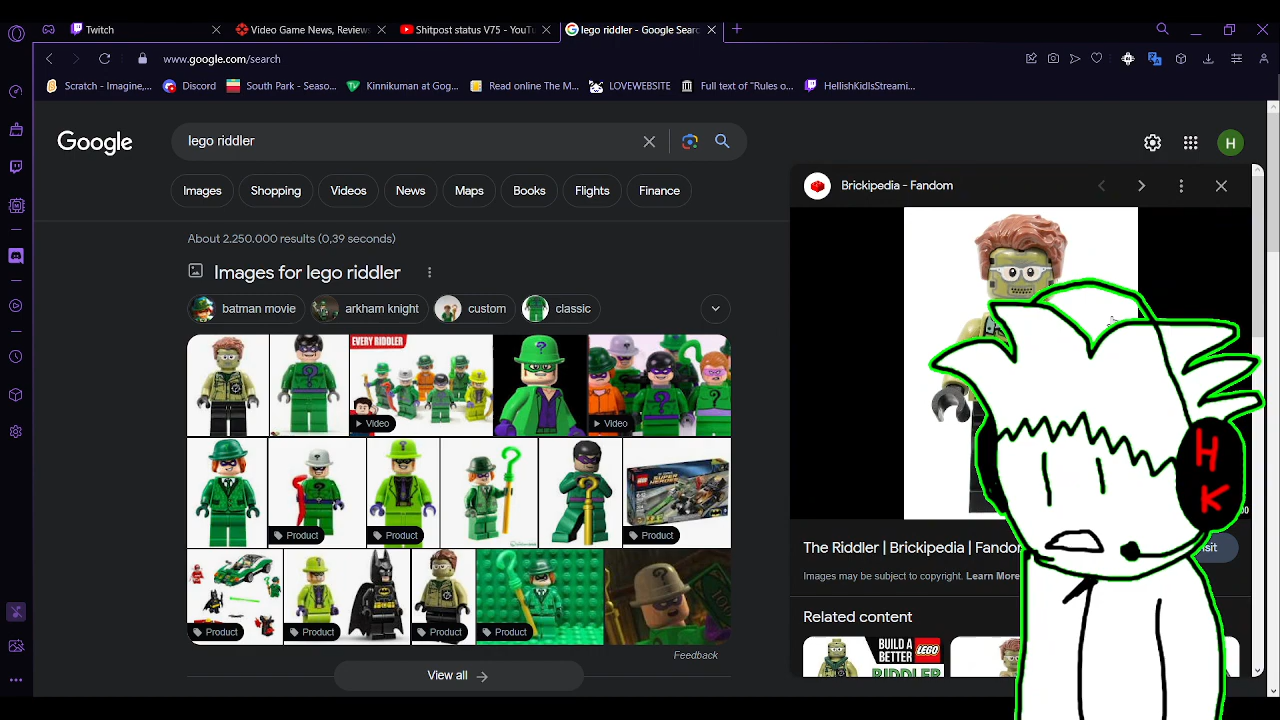 Twitch
Video Game News, Reviews
Shitpost status V75 - YouTu
lego riddler - Google Searc
www.google.com/search
Scratch - Imagine,...
Discord
South Park - Seaso...
Kinnikuman at Gog...
Read online The M...
LOVEWEBSITE
Full text of "Rules o...
HellishKidIsStreami...
Google
lego riddler
H
Images
Shopping
Videos
News
Maps
Books
Flights
Finance
Brickipedia - Fandom
About 2.250.000 results (0,39 seconds)
Images for lego riddler
batman movie
arkham knight
custom
classic
EVERY RIDDLER
Video
Video
Product
Product
Product
Product
Product
Product
Product
Feedback
View all
H
K
The Riddler | Brickipedia | Fandom
Images may be subject to copyright. Learn More
Related content
BUILD A
BETTER
RIDDLER
LEGO